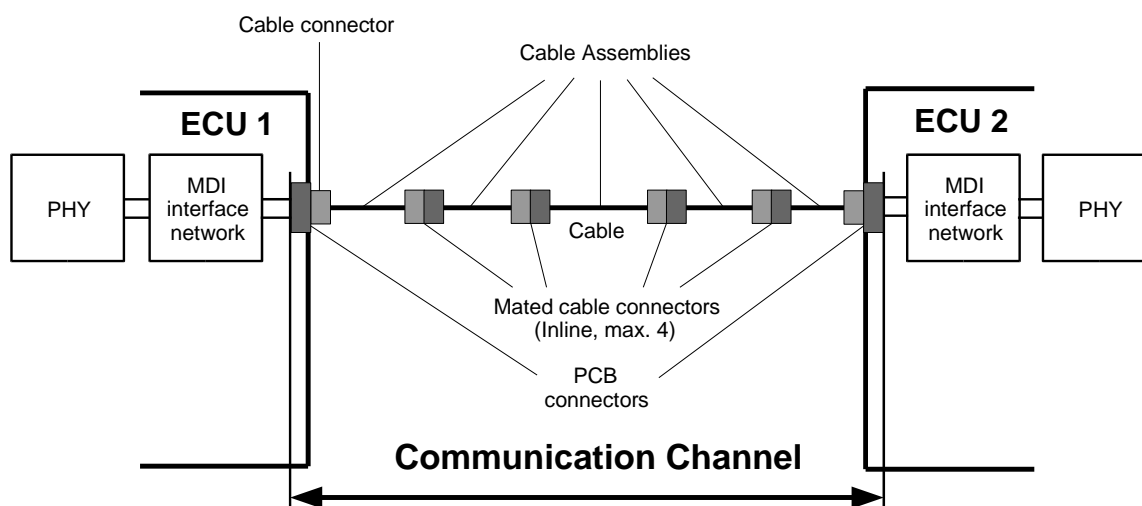 Cable connector
Cable Assemblies
ECU 1
ECU 2
PHY
MDI
interface
network
Cable
MDI
interface
network
PHY
Mated cable connectors
(Inline, max. 4)
PCB
connectors
Communication Channel